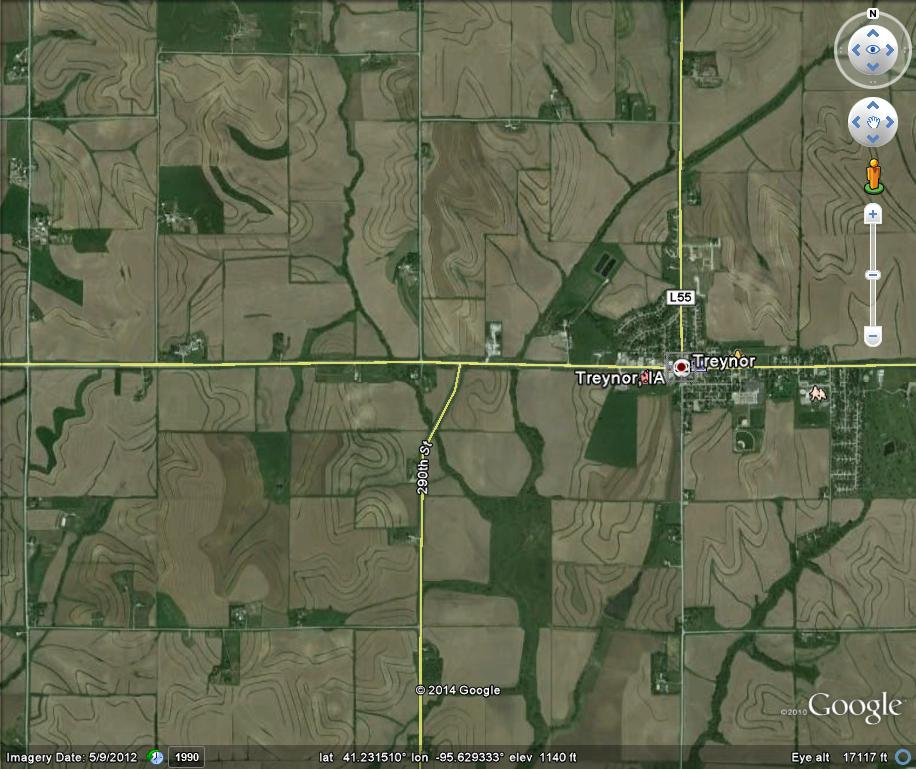 N
L55
Treynor
Treynor, IA
290th St
© 2014 Google
©2010 Google
Imagery Date: 5/9/2012 1990 lat 41.231510° lon -95.629333° elev 1140 ft Eye alt 17117 ft